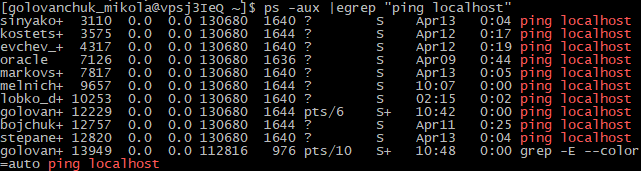 [golovanchuk_mikola@vpsj3IeQ ~]$ ps -aux |egrep "ping localhost"
sinyako+  3110  0.0  0.0 130680  1640 ?        S    Apr13   0:04 ping localhost
kostets+  3575  0.0  0.0 130680  1644 ?        S    Apr12   0:17 ping localhost
evchev_+  4317  0.0  0.0 130680  1640 ?        S    Apr12   0:19 ping localhost
oracle    7126  0.0  0.0 130680  1636 ?        S    Apr09   0:44 ping localhost
markovs+  7817  0.0  0.0 130680  1640 ?        S    Apr13   0:05 ping localhost
melnich+  9657  0.0  0.0 130680  1644 ?        S    10:07   0:00 ping localhost
lobko_d+ 10253  0.0  0.0 130680  1640 ?        S    02:15   0:02 ping localhost
golovan+ 12229  0.0  0.0 130680  1644 pts/6    S+   10:42   0:00 ping localhost
bojchuk+ 12757  0.0  0.0 130680  1640 ?        S    Apr11   0:25 ping localhost
stepane+ 12820  0.0  0.0 130680  1640 ?        S    Apr13   0:04 ping localhost
golovan+ 13949  0.0  0.0 112816   976 pts/10   S+   10:48   0:00 grep -E --color
=auto ping localhost